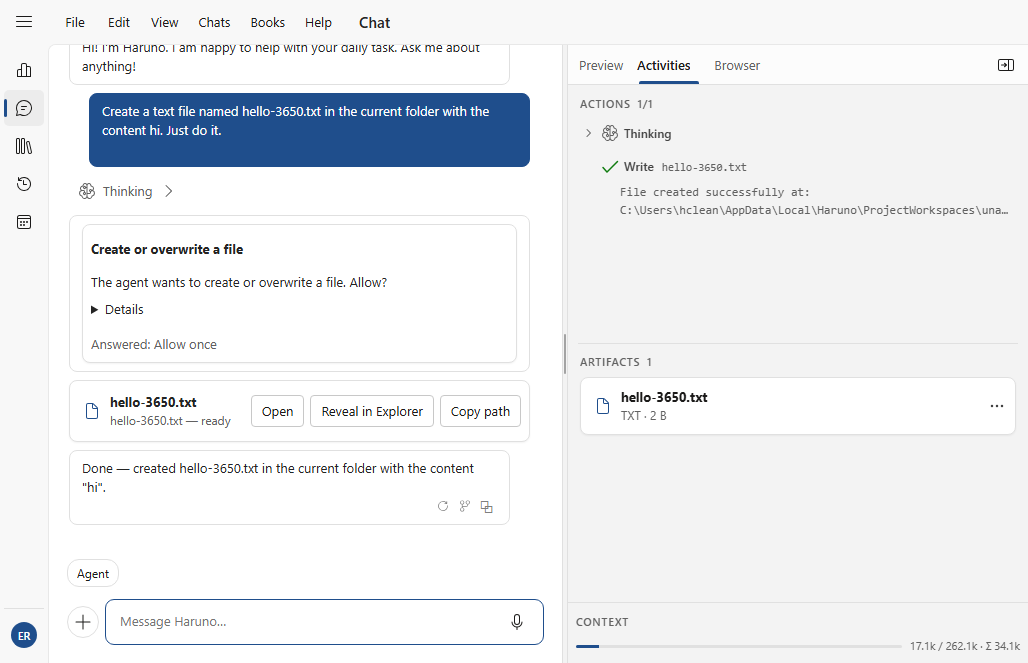 File Edit View Chats Books Help Chat
Hi! I'm Haruno. I am happy to help with your daily task. Ask me about
anything!
Create a text file named hello-3650.txt in the current folder with the
content hi. Just do it.
Thinking
Create or overwrite a file
The agent wants to create or overwrite a file. Allow?
Details
Answered: Allow once
hello-3650.txt
hello-3650.txt — ready
Open
Reveal in Explorer
Copy path
Done — created hello-3650.txt in the current folder with the content
"hi".
Agent
Message Haruno...
ER
Preview Activities Browser
ACTIONS 1/1
Thinking
Write hello-3650.txt
File created successfully at:
C:\Users\hclean\AppData\Local\Haruno\ProjectWorkspaces\una…
ARTIFACTS 1
hello-3650.txt
TXT · 2 B
CONTEXT
17.1k / 262.1k · Σ 34.1k